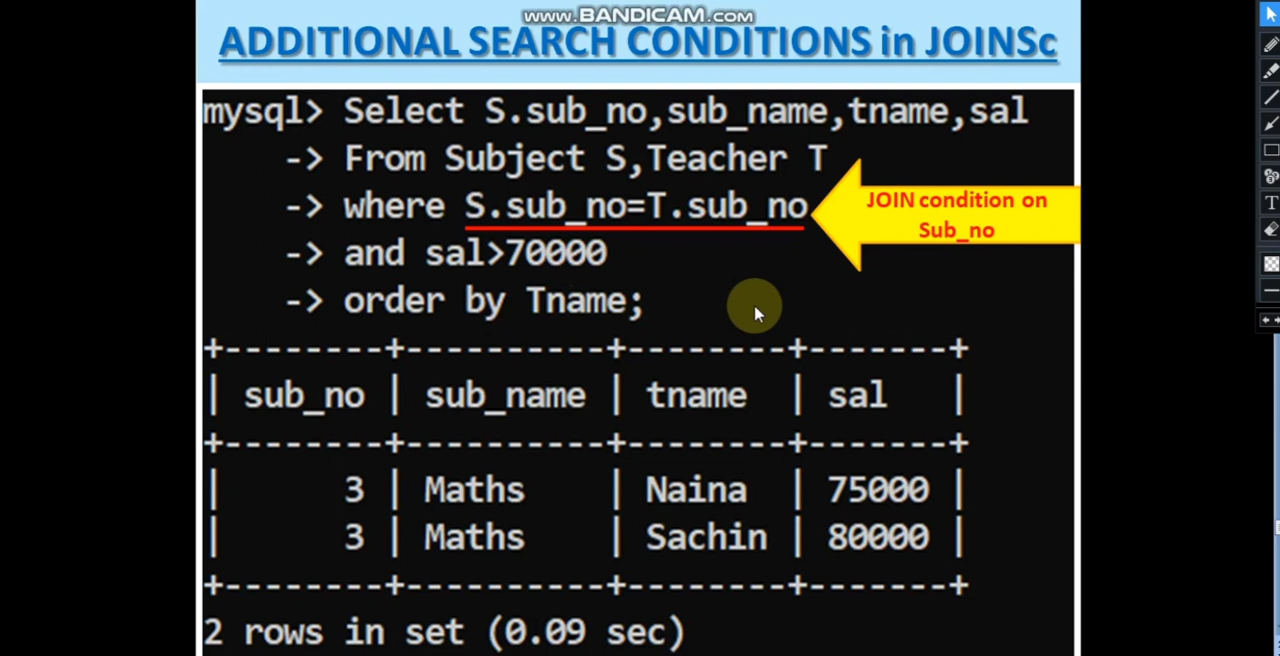 www.BANDICAM.com
ADDITIONAL SEARCH CONDITIONS in JOINSc
mysql> Select S.sub_no,sub_name,tname,sal
-> From Subject S,Teacher T
-> where S.sub_no=T.sub_no
JOIN condition on
Sub_no
-> and sal>70000
-> order by Tname;
+--------+----------+--------+-------+
| sub_no | sub_name | tname  | sal   |
+--------+----------+--------+-------+
|      3 | Maths    | Naina  | 75000 |
|      3 | Maths    | Sachin | 80000 |
+--------+----------+--------+-------+
2 rows in set (0.09 sec)